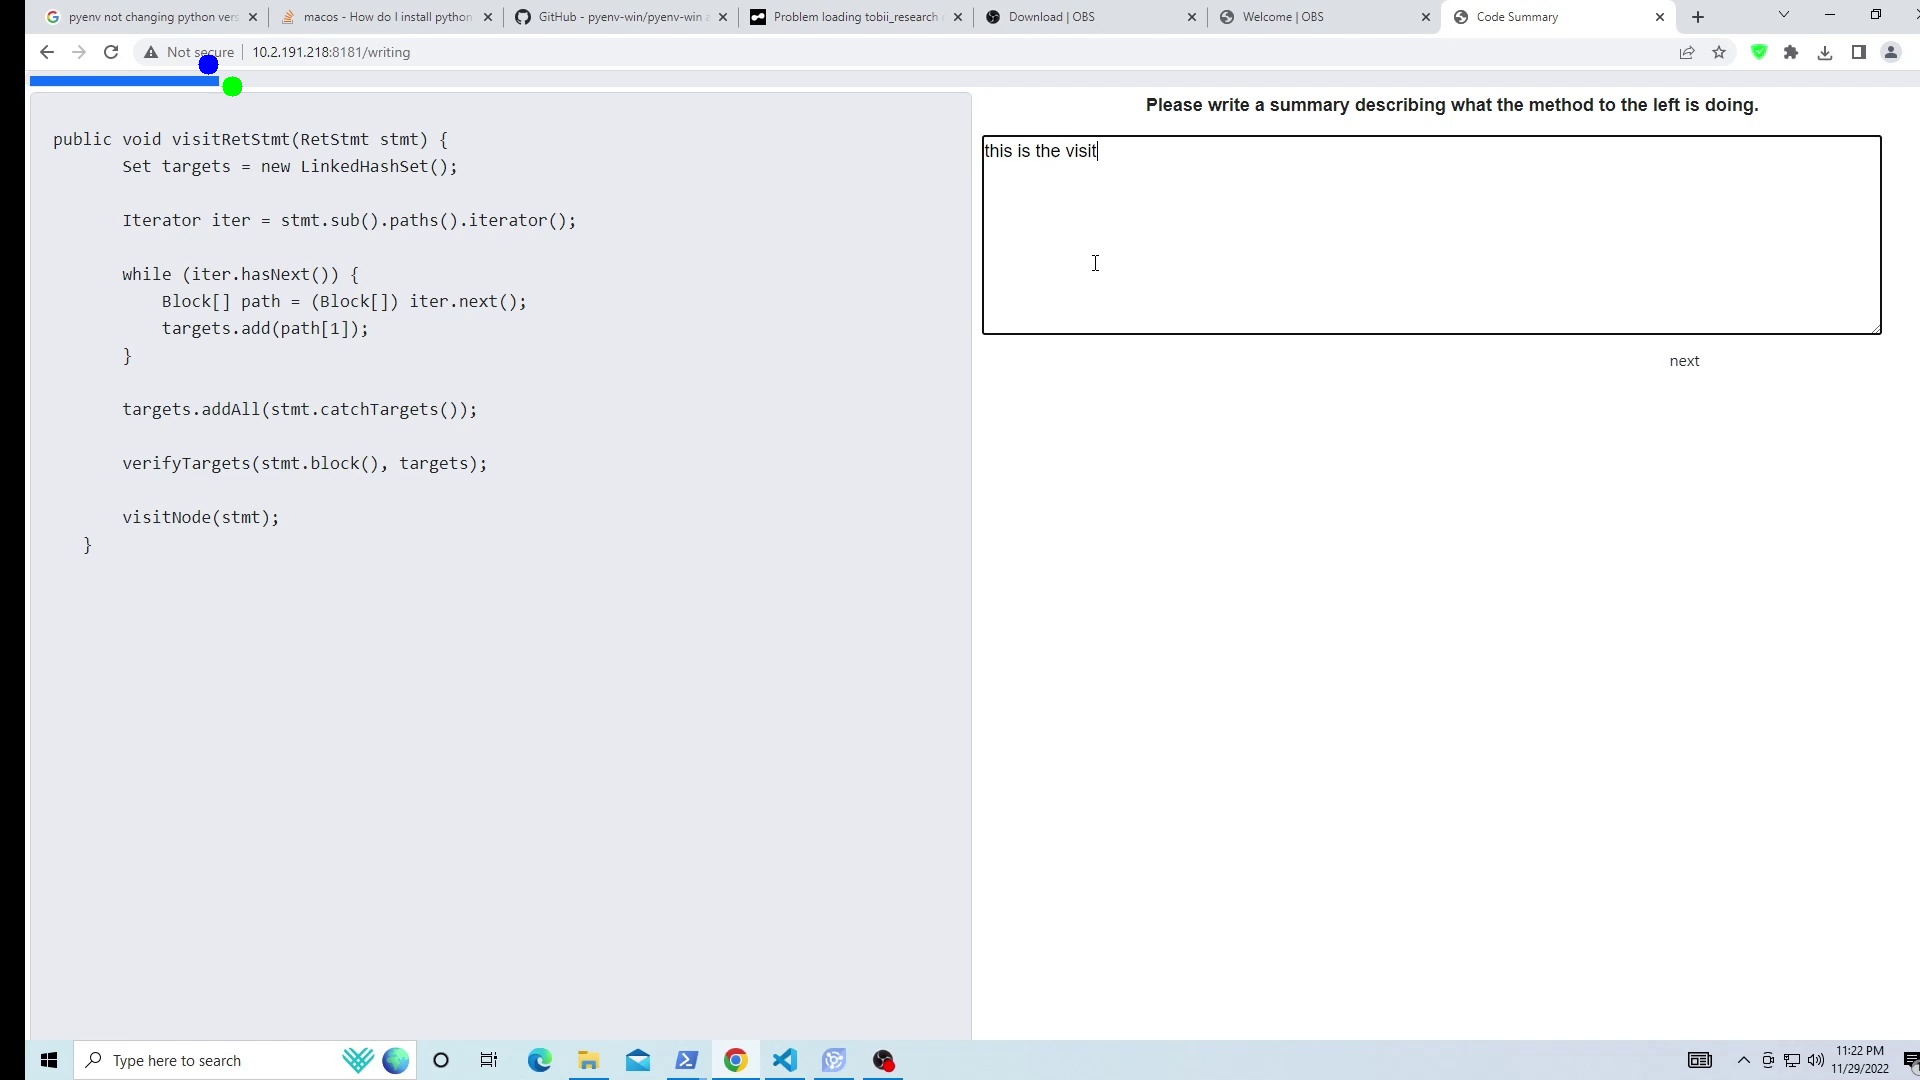 pyenv not changing python vers
macos - How do I install python
GitHub - pyenv-win/pyenv-win a
Problem loading tobii_research
Download | OBS
Welcome | OBS
Code Summary
Not secure
10.2.191.218:8181/writing
public void visitRetStmt(RetStmt stmt) {
Set targets = new LinkedHashSet();
Iterator iter = stmt.sub().paths().iterator();
while (iter.hasNext()) {
Block[] path = (Block[]) iter.next();
targets.add(path[1]);
}
targets.addAll(stmt.catchTargets());
verifyTargets(stmt.block(), targets);
visitNode(stmt);
}
Please write a summary describing what the method to the left is doing.
this is the visit
next
Type here to search
11:22 PM
11/29/2022